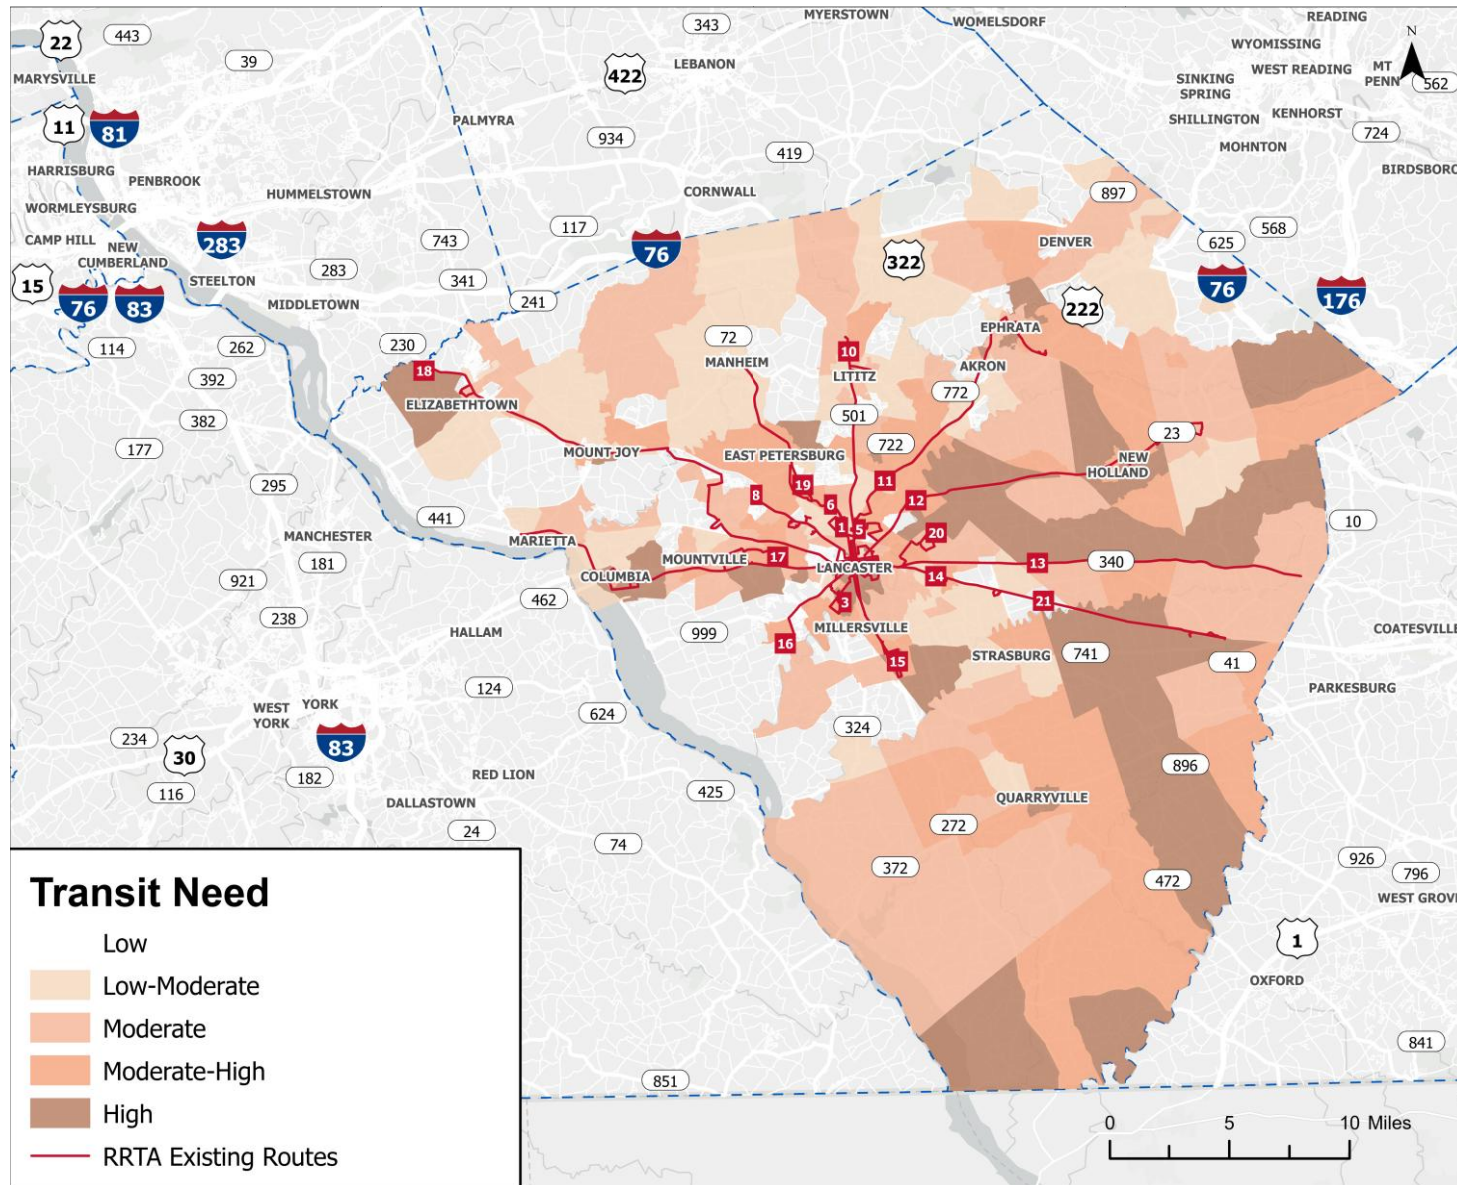 MYERSTOWN
WOMELSDORF
READING
22
443
343
WYOMISSING
N
39
LEBANON
WEST READING
MT
PENN
MARYSVILLE
422
SINKING
SPRING
562
11
81
PALMYRA
KENHORST
SHILLINGTON
934
724
HARRISBURG
419
MOHNTON
PENBROOK
BIRDSBORO
HUMMELSTOWN
CORNWALL
897
WORMLEYSBURG
117
568
CAMP HILL
283
743
76
DENVER
625
NEW
CUMBERLAND
322
283
341
15
STEELTON
76
176
76
83
MIDDLETOWN
241
222
EPHRATA
72
114
262
230
10
MANHEIM
AKRON
392
18
LITITZ
772
ELIZABETHTOWN
501
382
23
177
MOUNT JOY
722
EAST PETERSBURG
NEW
HOLLAND
295
19
11
8
12
6
441
1
5
10
MANCHESTER
MARIETTA
20
181
MOUNTVILLE
17
LANCASTER
13
340
921
COLUMBIA
14
462
3
21
238
HALLAM
999
MILLERSVILLE
COATESVILLE
16
STRASBURG
741
15
41
124
PARKESBURG
WEST
YORK
YORK
624
324
234
83
30
896
182
RED LION
116
425
QUARRYVILLE
DALLASTOWN
24
272
74
926
372
796
472
WEST GROVE
1
OXFORD
841
851
Transit Need
Low
Low-Moderate
Moderate
Moderate-High
High
RRTA Existing Routes
0 5 10 Miles